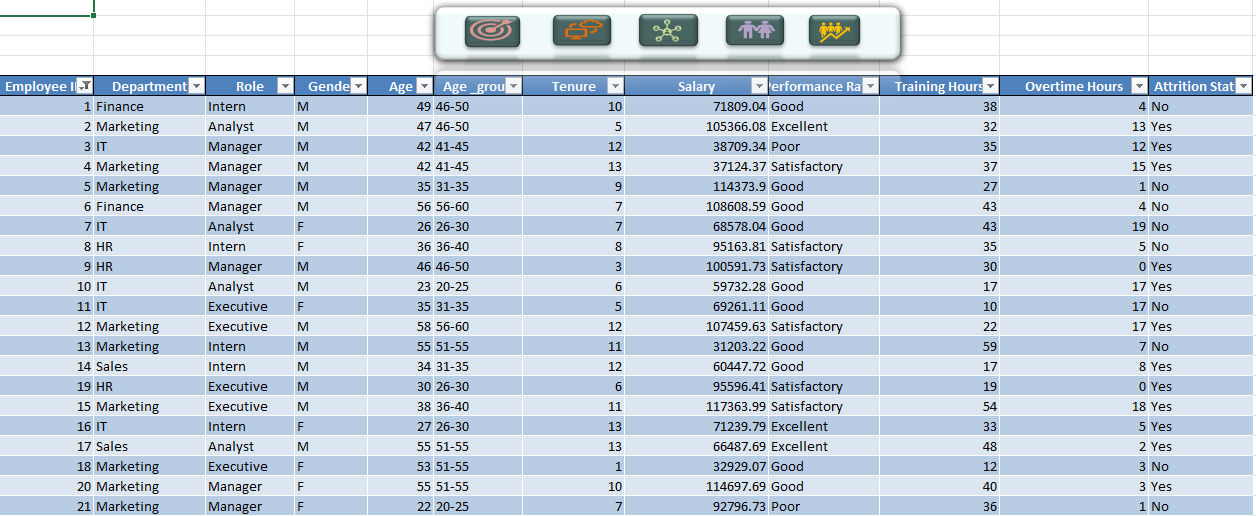 Employee I Department Role Gende Age Age _grou Tenure Salary erformance Ra Training Hours Overtime Hours Attrition Stat
1 Finance Intern M 49 46-50 10 71809.04 Good 38 4 No
2 Marketing Analyst M 47 46-50 5 105366.08 Excellent 32 13 Yes
3 IT Manager M 42 41-45 12 38709.34 Poor 35 12 Yes
4 Marketing Manager M 42 41-45 13 37124.37 Satisfactory 37 15 Yes
5 Marketing Manager M 35 31-35 9 114373.9 Good 27 1 No
6 Finance Manager M 56 56-60 7 108608.59 Good 43 4 No
7 IT Analyst F 26 26-30 7 68578.04 Good 43 19 No
8 HR Intern F 36 36-40 8 95163.81 Satisfactory 35 5 No
9 HR Manager M 46 46-50 3 100591.73 Satisfactory 30 0 Yes
10 IT Analyst M 23 20-25 6 59732.28 Good 17 17 Yes
11 IT Executive F 35 31-35 5 69261.11 Good 10 17 No
12 Marketing Executive M 58 56-60 12 107459.63 Satisfactory 22 17 Yes
13 Marketing Intern M 55 51-55 11 31203.22 Good 59 7 No
14 Sales Intern M 34 31-35 12 60447.72 Good 17 8 Yes
19 HR Executive M 30 26-30 6 95596.41 Satisfactory 19 0 Yes
15 Marketing Executive M 38 36-40 11 117363.99 Satisfactory 54 18 Yes
16 IT Intern F 27 26-30 13 71239.79 Excellent 33 5 Yes
17 Sales Analyst M 55 51-55 13 66487.69 Excellent 48 2 Yes
18 Marketing Executive F 53 51-55 1 32929.07 Good 12 3 No
20 Marketing Manager F 55 51-55 10 114697.69 Good 40 3 Yes
21 Marketing Manager F 22 20-25 7 92796.73 Poor 36 1 No